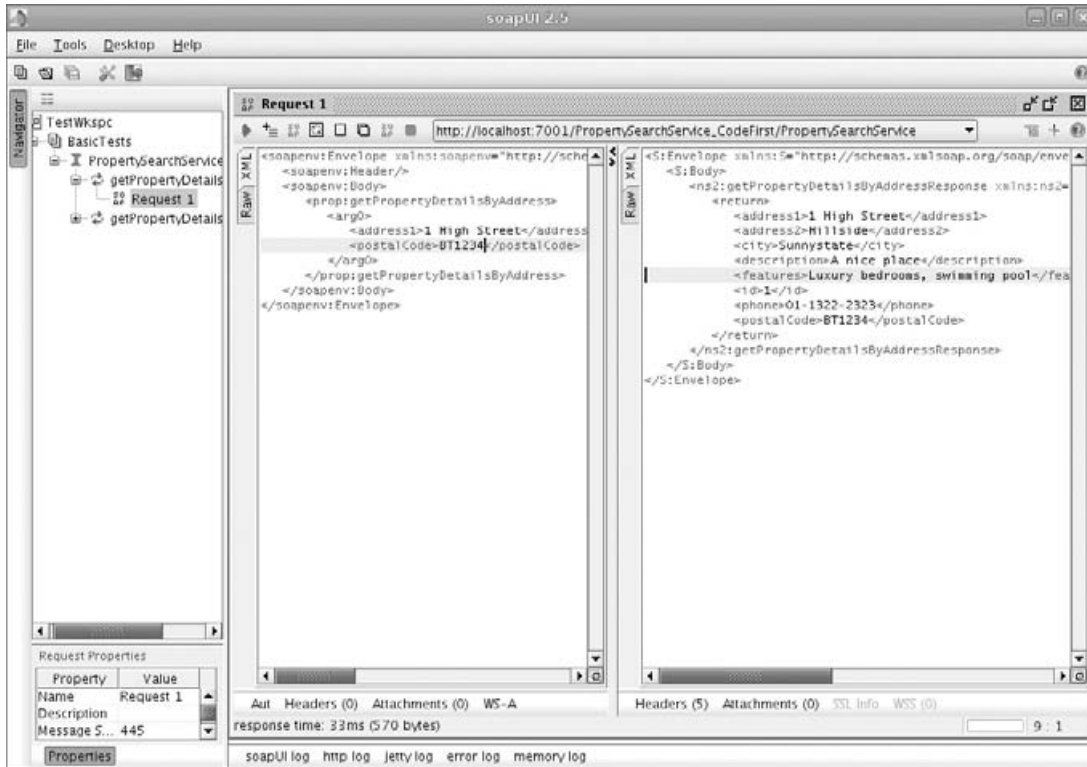 soapUI 2.5
File Tools Desktop Help
Navigator
TestWkspc
BasicTests
PropertySearchService
getPropertyDetails
Request 1
getPropertyDetails
Request Properties
Property Value
Name Request 1
Description
Message S... 445
Properties
Request 1
http://localhost:7001/PropertySearchService_CodeFirst/PropertySearchService
XML
Raw
<soapenv:Envelope xmlns:soapenv="http://sche
<soapenv:Header/>
<soapenv:Body>
<prop:getPropertyDetailsByAddress>
<arg0>
<address1>1 High Street</address
<postalCode>BT1234</postalCode>
</arg0>
</prop:getPropertyDetailsByAddress>
</soapenv:Body>
</soapenv:Envelope>
Aut Headers (0) Attachments (0) WS-A
XML
Raw
<S:Envelope xmlns:S="http://schemas.xmlsoap.org/soap/enve
<S:Body>
<ns2:getPropertyDetailsByAddressResponse xmlns:ns2=
<return>
<address1>1 High Street</address1>
<address2>Hillside</address2>
<city>Sunnystate</city>
<description>A nice place</description>
<features>Luxury bedrooms, swimming pool</fea
<id>1</id>
<phone>01-1322-2323</phone>
<postalCode>BT1234</postalCode>
</return>
</ns2:getPropertyDetailsByAddressResponse>
</S:Body>
</S:Envelope>
Headers (5) Attachments (0) SSL Info WSS (0)
response time: 33ms (570 bytes)
9 : 1
soapUI log http log jetty log error log memory log